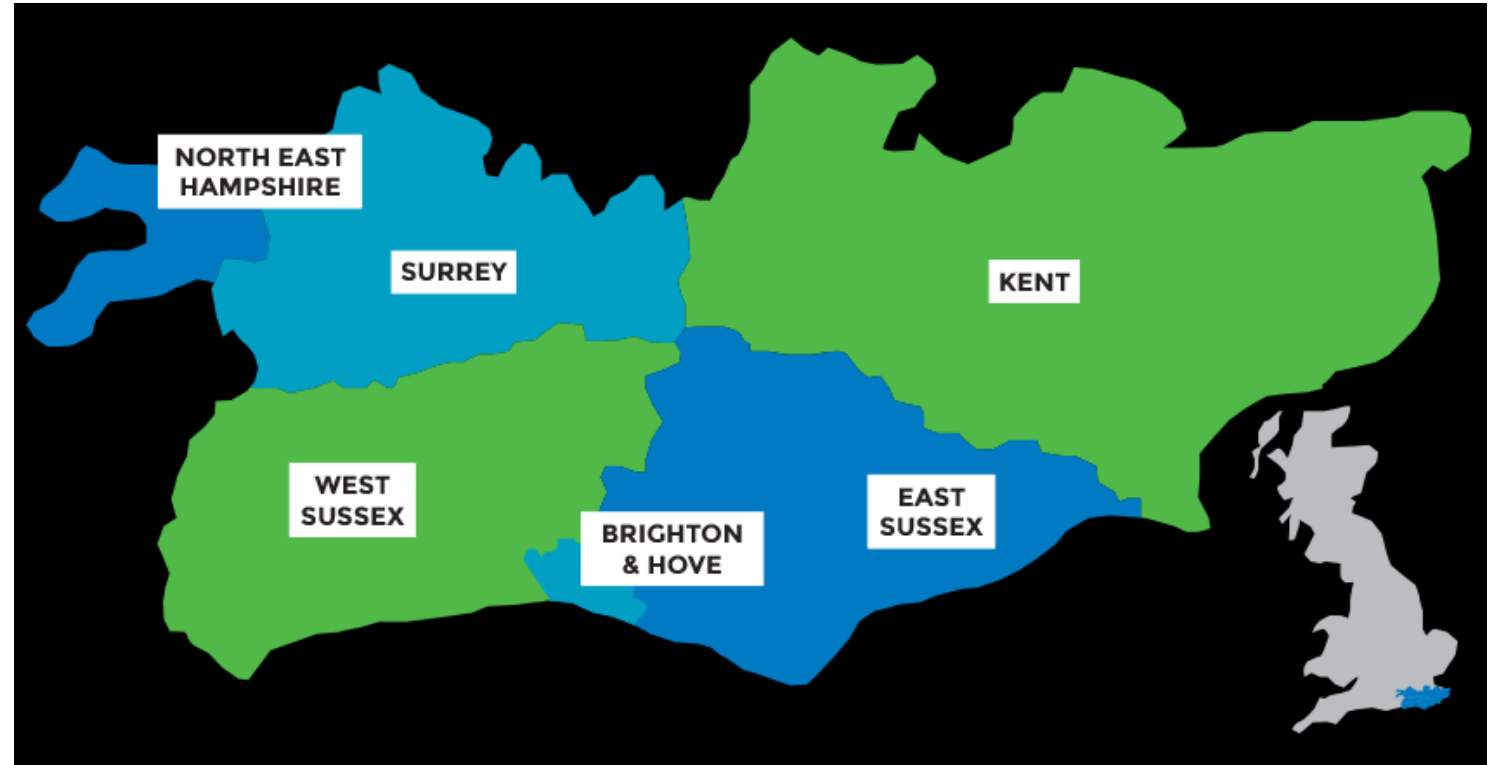 NORTH EAST
HAMPSHIRE
SURREY
KENT
WEST
SUSSEX
EAST
SUSSEX
BRIGHTON
& HOVE